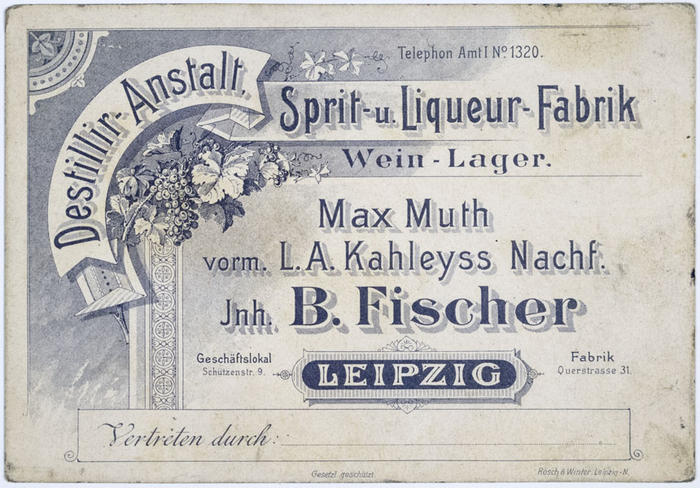 Destillir-Anstalt.
Telephon Amt I No 1320.
Sprit- u. Liqueur-Fabrik
Wein-Lager.
Max Muth
vorm. L.A. Kahleyss Nachf.
Jnh. B. Fischer
Geschäftslokal
Schützenstr. 9.
LEIPZIG
Fabrik
Querstrasse 31.
Vertreten durch:
Gesetzl. geschützt.
Rosch & Winter, Leipzig-N.